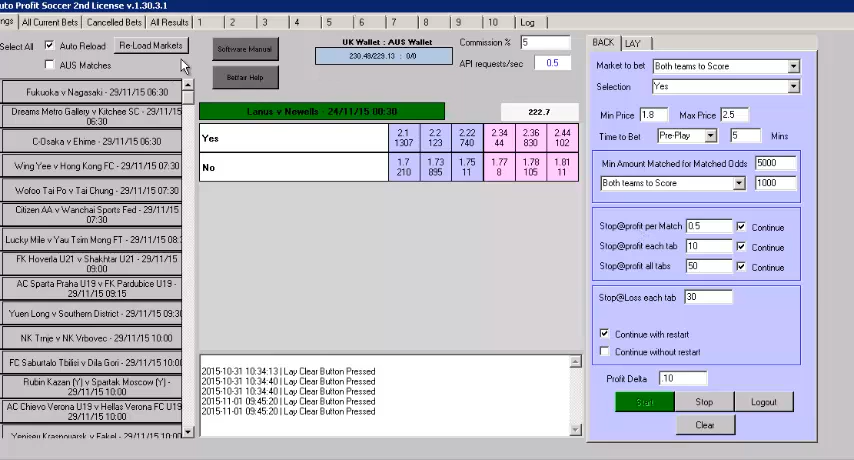 uto Profit Soccer 2nd License v.1.30.3.1
ngs All Current Bets Cancelled Bets All Results 1 2 3 4 5 6 7 8 9 10 Log
Select All Auto Reload Re-Load Markets
AUS Matches
Fukuoka v Nagasaki - 29/11/15 06:30
Dreams Metro Gallery v Kitchee SC - 29/11/15
06:30
C-Osaka v Ehime - 29/11/15 06:30
Wing Yee v Hong Kong FC - 29/11/15 07:30
Wofoo Tai Po v Tai Chung - 29/11/15 07:30
Citizen AA v Wanchai Sports Fed - 29/11/15
07:30
Lucky Mile v Yau Tsim Mong FT - 29/11/15 08:
FK Hoverla U21 v Shakhtar U21 - 29/11/15
09:00
AC Sparta Praha U19 v FK Pardubice U19 -
29/11/15 09:15
Yuen Long v Southern District - 29/11/15 09:30
NK Trnje v NK Vrbovec - 29/11/15 10:00
FC Saburtalo Tbilisi v Dila Gori - 29/11/15 10:00
Rubin Kazan (Y) v Spartak Moscow (Y) -
29/11/15 10:00
AC Chievo Verona U19 v Hellas Verona FC U19
- 29/11/15 10:00
Yenisey Krasnoyarsk v Fakel - 29/11/15 10:00
Software Manual
Betfair Help
UK Wallet : AUS Wallet
230.49/229.13 : 0/0
Commission % 5
API requests/sec 0.5
Lanus v Newells - 24/11/15 00:30
222.7
Yes 2.1 2.2 2.22 2.34 2.36 2.44
1307 123 740 44 830 102
No 1.7 1.73 1.75 1.77 1.78 1.81
210 895 11 8 105 11
2015-10-31 10:34:13 | Lay Clear Button Pressed
2015-10-31 10:34:40 | Lay Clear Button Pressed
2015-10-31 10:34:40 | Lay Clear Button Pressed
2015-11-01 09:45:20 | Lay Clear Button Pressed
2015-11-01 09:45:20 | Lay Clear Button Pressed
BACK LAY
Market to bet Both teams to Score
Selection Yes
Min Price 1.8 Max Price 2.5
Time to Bet Pre-Play 5 Mins
Min Amount Matched for Matched Odds 5000
Both teams to Score 1000
Stop@profit per Match 0.5 Continue
Stop@profit each tab 10 Continue
Stop@profit all tabs 50 Continue
Stop@Loss each tab 30
Continue with restart
Continue without restart
Profit Delta .10
Start Stop Logout
Clear